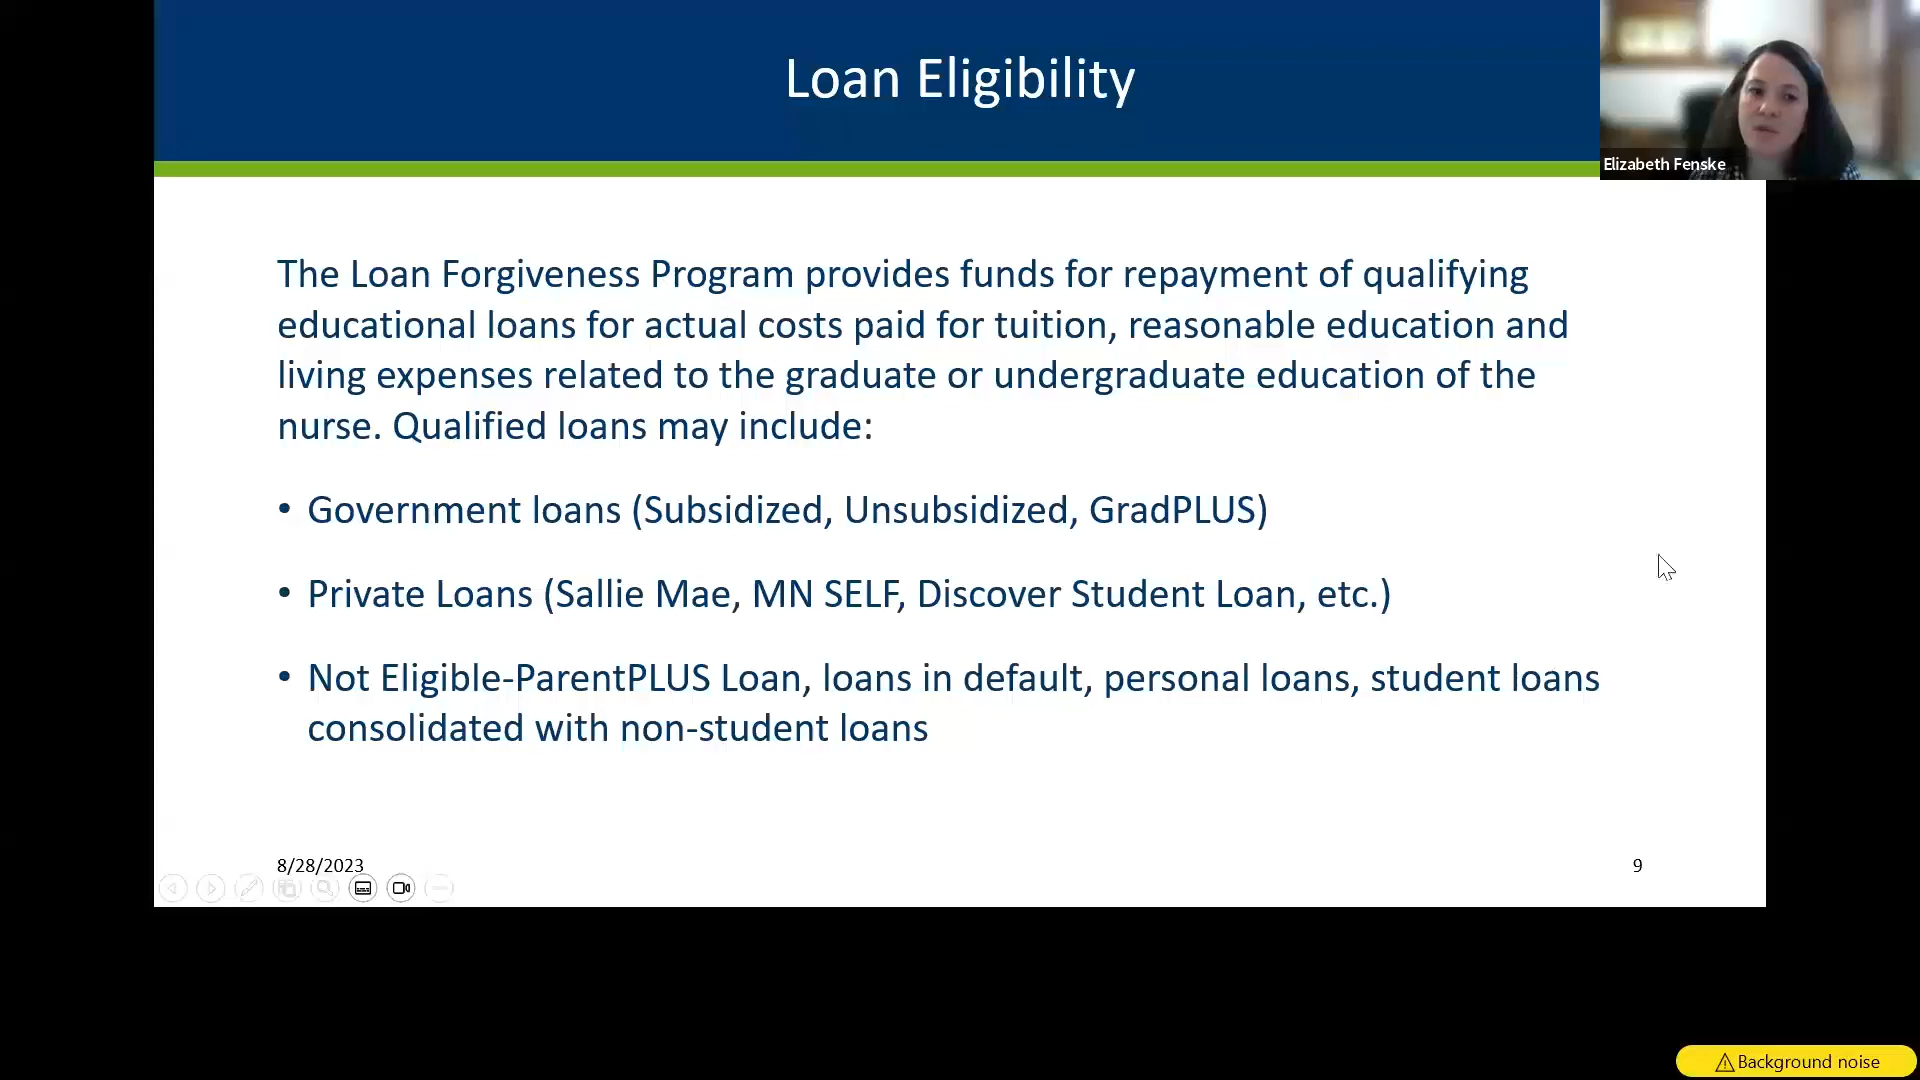 Loan Eligibility
Elizabeth Fenske
The Loan Forgiveness Program provides funds for repayment of qualifying
educational loans for actual costs paid for tuition, reasonable education and
living expenses related to the graduate or undergraduate education of the
nurse. Qualified loans may include:
• Government loans (Subsidized, Unsubsidized, GradPLUS)
• Private Loans (Sallie Mae, MN SELF, Discover Student Loan, etc.)
• Not Eligible-ParentPLUS Loan, loans in default, personal loans, student loans
consolidated with non-student loans
8/28/2023
9
Background noise